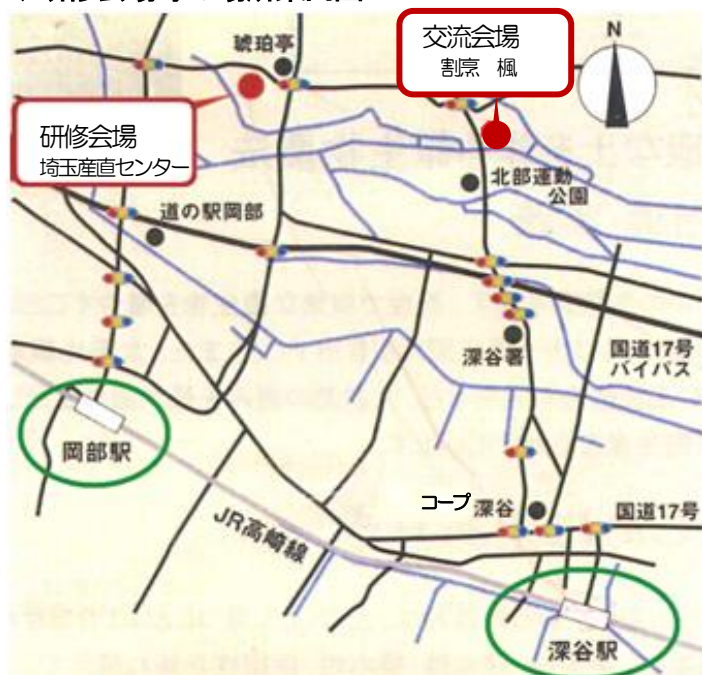 琥珀亭
交流会場
割烹 楓
N
研修会場
埼玉産直センター
北部運動
公園
道の駅岡部
深谷署
国道17号
バイパス
岡部駅
コープ 深谷
国道17号
JR高崎線
深谷駅